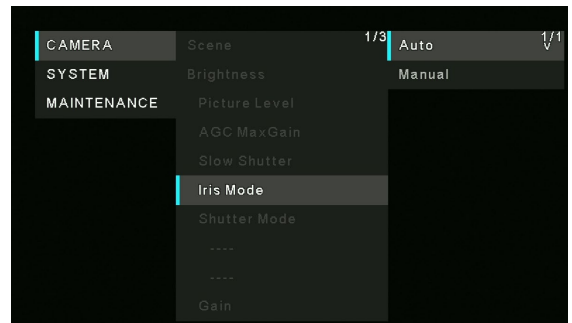 CAMERA
SYSTEM
MAINTENANCE
1/3
Scene
Brightness
Picture Level
AGC MaxGain
Slow Shutter
Iris Mode
Shutter Mode
----
----
Gain
1/1
Auto v
Manual